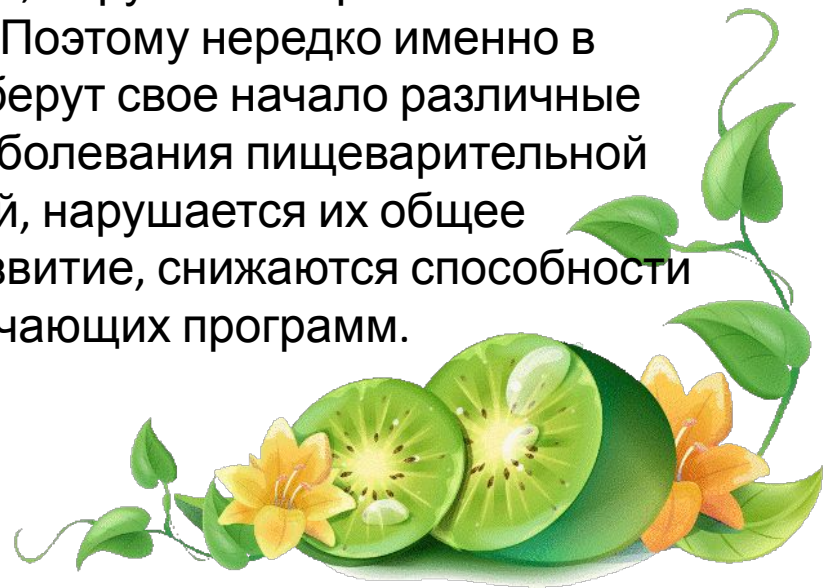 Поэтому нередко именно в
берут свое начало различные
болевания пищеварительной
й, нарушается их общее
звитие, снижаются способности
чающих программ.